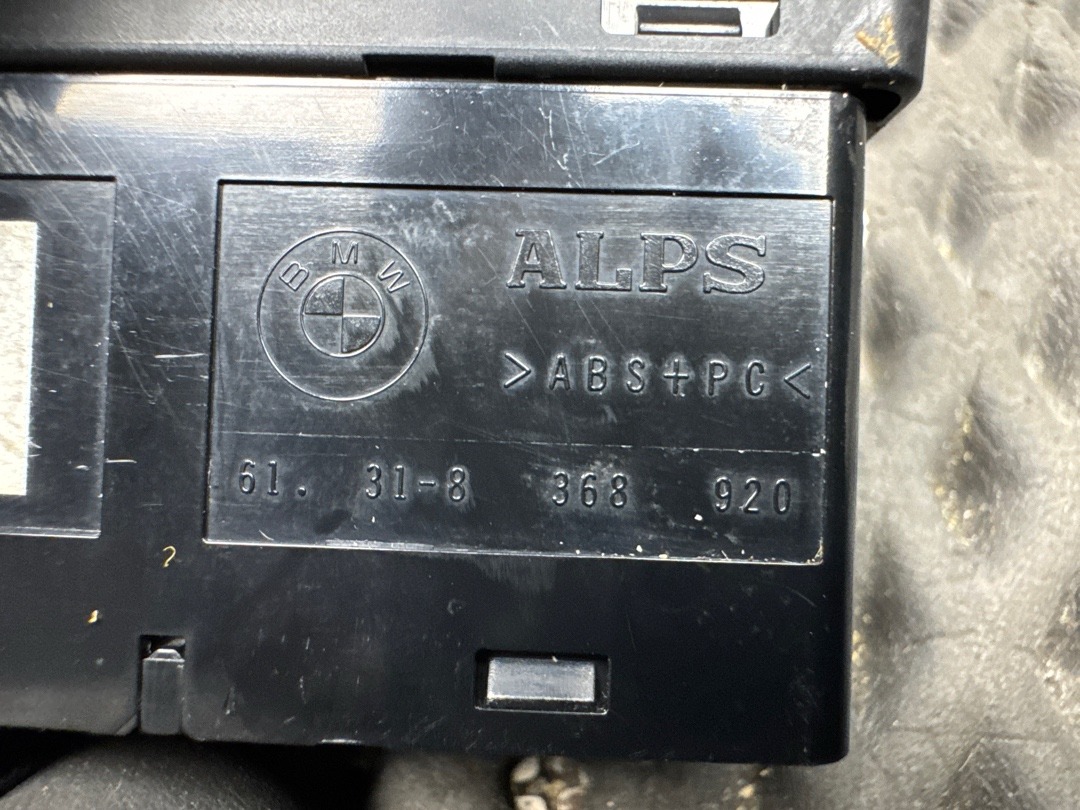 BMW
ALPS
>ABS+PC<
61. 31-8 368 920